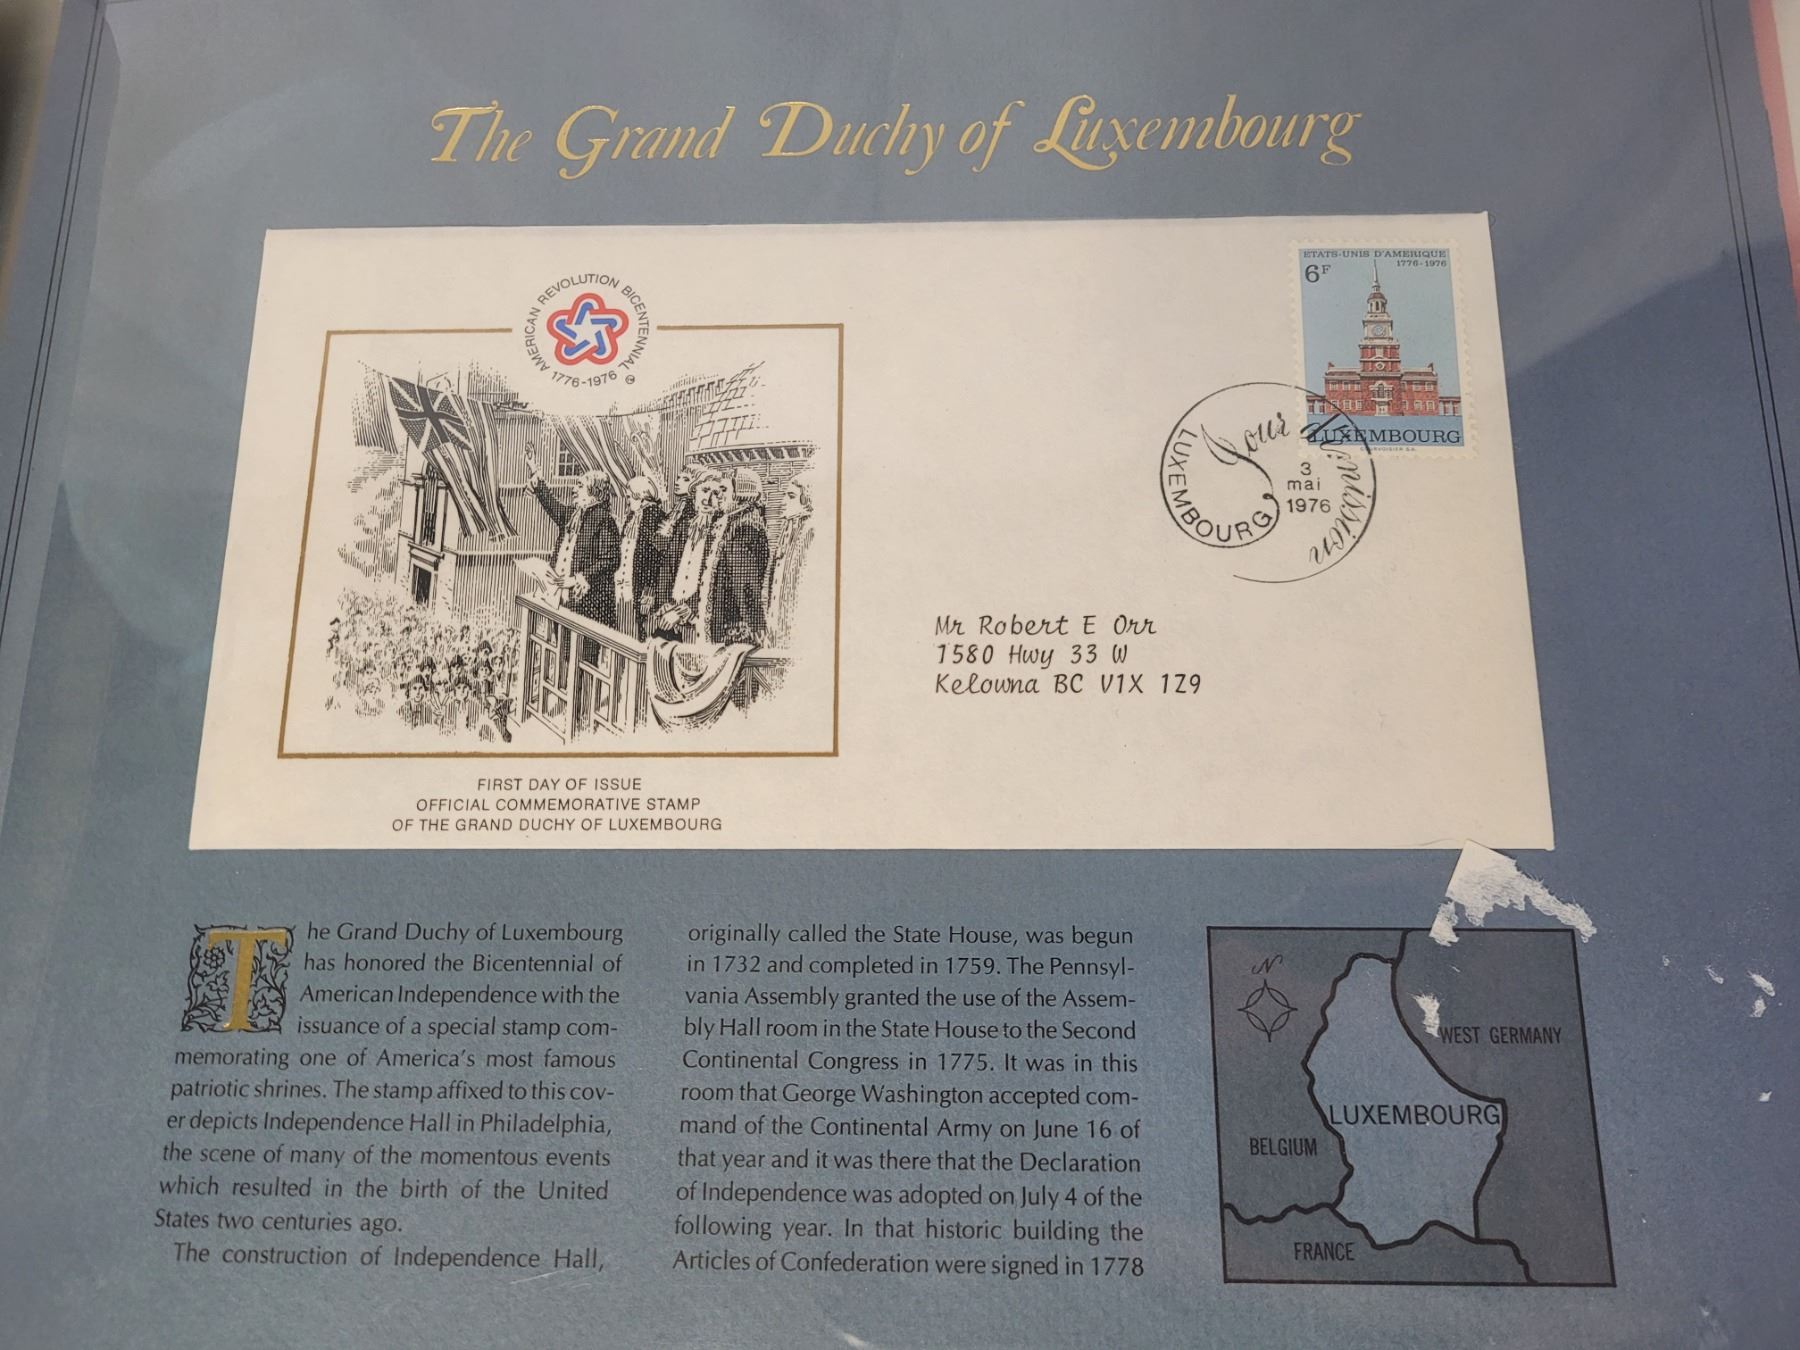 The Grand Duchy of Luxembourg
AMERICAN REVOLUTION BICENTENNIAL
1776-1976
ETATS-UNIS D'AMERIQUE
1776-1976
6F
LUXEMBOURG
COURVOISIER S.A.
LUXEMBOURG
Jour d'émission
3
mai
1976
Mr Robert E Orr
1580 Hwy 33 W
Kelowna BC V1X 1Z9
FIRST DAY OF ISSUE
OFFICIAL COMMEMORATIVE STAMP
OF THE GRAND DUCHY OF LUXEMBOURG
The Grand Duchy of Luxembourg
has honored the Bicentennial of
American Independence with the
issuance of a special stamp com-
memorating one of America's most famous
patriotic shrines. The stamp affixed to this cov-
er depicts Independence Hall in Philadelphia,
the scene of many of the momentous events
which resulted in the birth of the United
States two centuries ago.
The construction of Independence Hall,
originally called the State House, was begun
in 1732 and completed in 1759. The Pennsyl-
vania Assembly granted the use of the Assem-
bly Hall room in the State House to the Second
Continental Congress in 1775. It was in this
room that George Washington accepted com-
mand of the Continental Army on June 16 of
that year and it was there that the Declaration
of Independence was adopted on July 4 of the
following year. In that historic building the
Articles of Confederation were signed in 1778
N
WEST GERMANY
LUXEMBOURG
BELGIUM
FRANCE